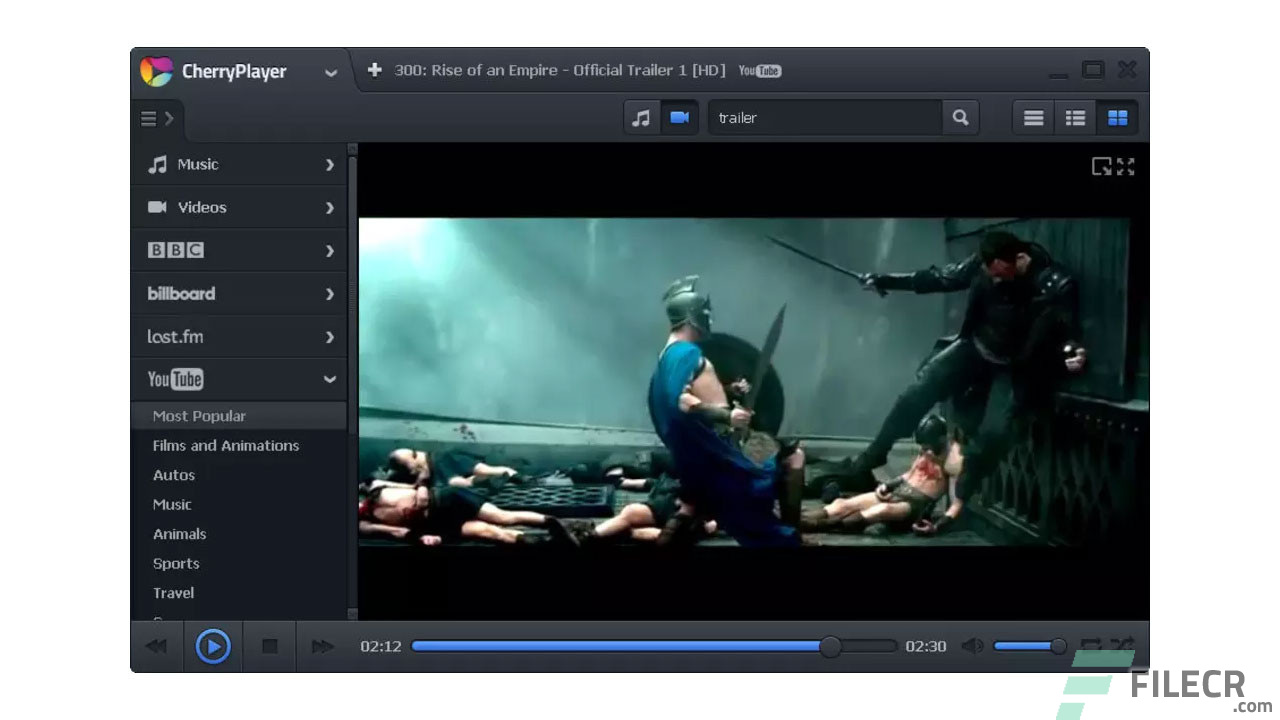 CherryPlayer
300: Rise of an Empire - Official Trailer 1 [HD] YouTube
trailer
Music
Videos
BBC
billboard
last.fm
YouTube
Most Popular
Films and Animations
Autos
Music
Animals
Sports
Travel
02:12
02:30
FILECR
.com